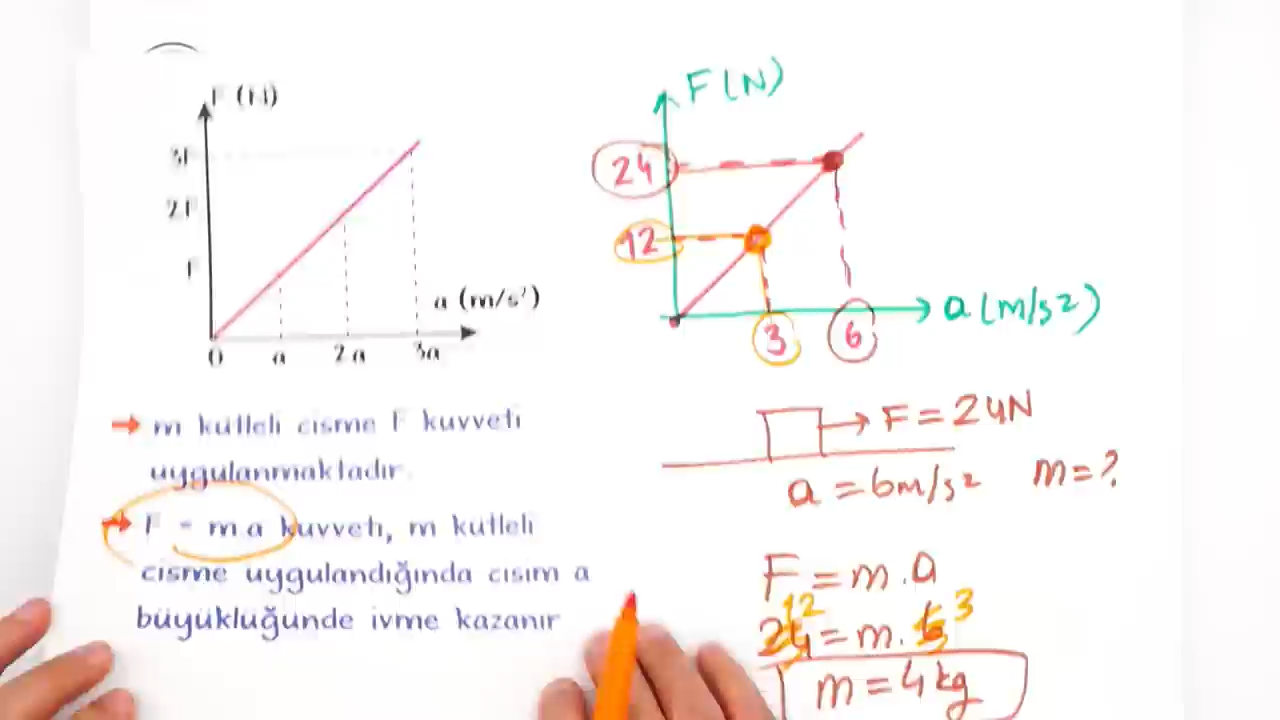 F (N)
3F
2F
F
a (m/s²)
0 a 2a 3a
→ m kütleli cisme F kuvveti
uygulanmaktadır.
→ F = m.a kuvveti, m kütleli
cisme uygulandığında cisim a
büyüklüğünde ivme kazanır
F(N)
24
12
a(m/s2)
3 6
F = 24N
a = 6m/s2 m = ?
F = m.a
12 3
24 = m.6
m = 4kg